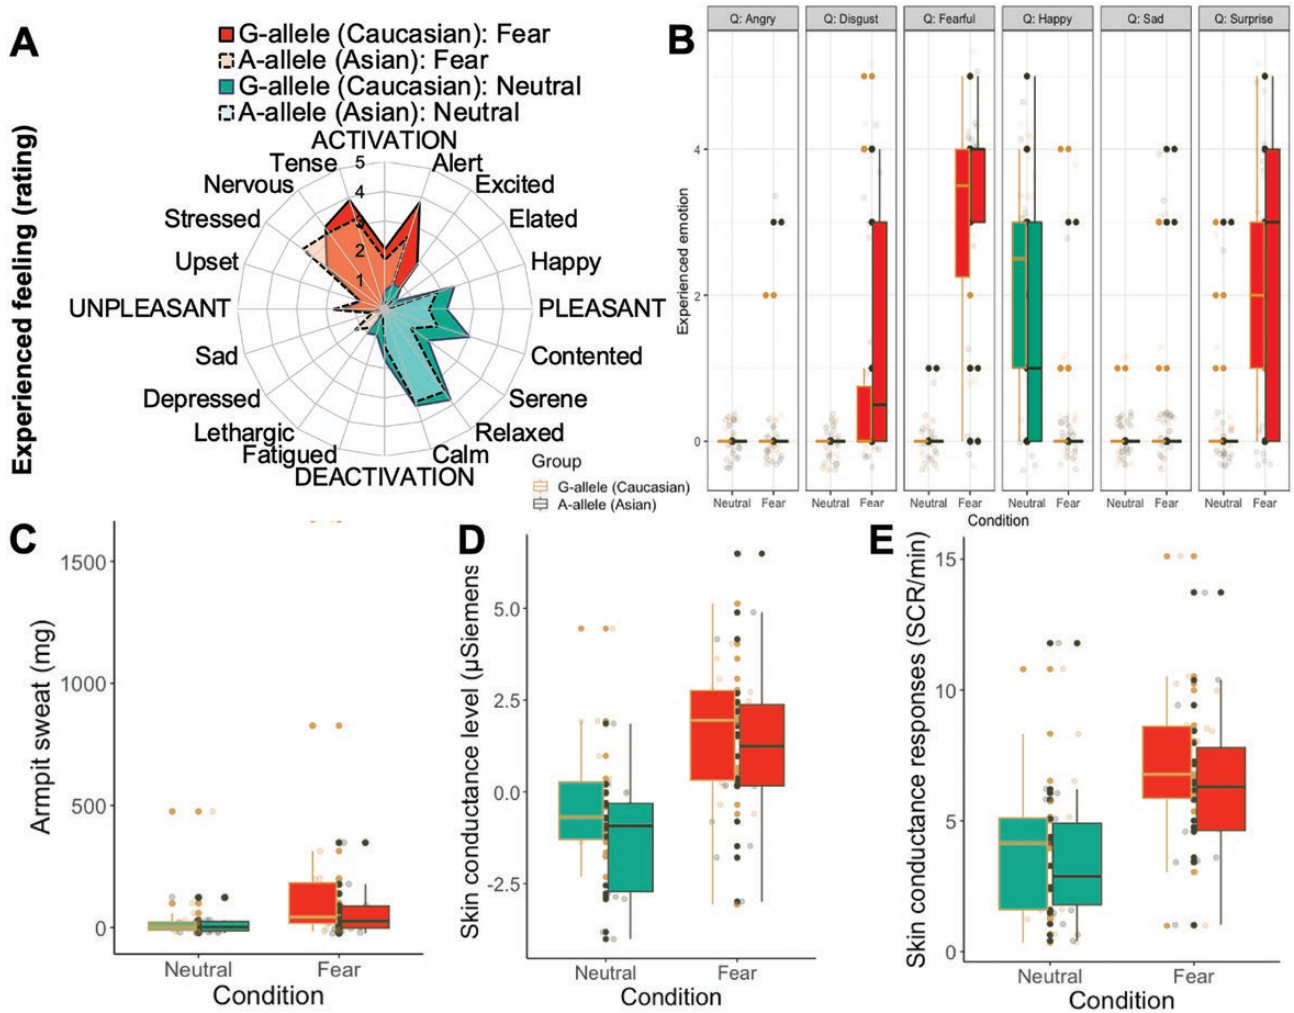 A
G-allele (Caucasian): Fear
A-allele (Asian): Fear
G-allele (Caucasian): Neutral
A-allele (Asian): Neutral
Experienced feeling (rating)
ACTIVATION
Tense
5
Alert
Nervous
4
Excited
Stressed
Elated
2
Upset
1
Happy
UNPLEASANT
PLEASANT
Sad
Contented
Depressed
Serene
Lethargic
Relaxed
Fatigued
Calm
DEACTIVATION
B
Q: Angry
Q: Disgust
Q: Fearful
Q: Happy
Q: Sad
Q: Surprise
Experienced emotion
4
2
0
Neutral Fear
Neutral Fear
Neutral Fear
Neutral Fear
Neutral Fear
Neutral Fear
Condition
Group
G-allele (Caucasian)
A-allele (Asian)
C
Armpit sweat (mg)
1500
1000
500
0
Neutral Fear
Condition
D
Skin conductance level (µSiemens
5.0
2.5
0.0
-2.5
Neutral Fear
Condition
E
Skin conductance responses (SCR/min)
15
10
5
0
Neutral Fear
Condition